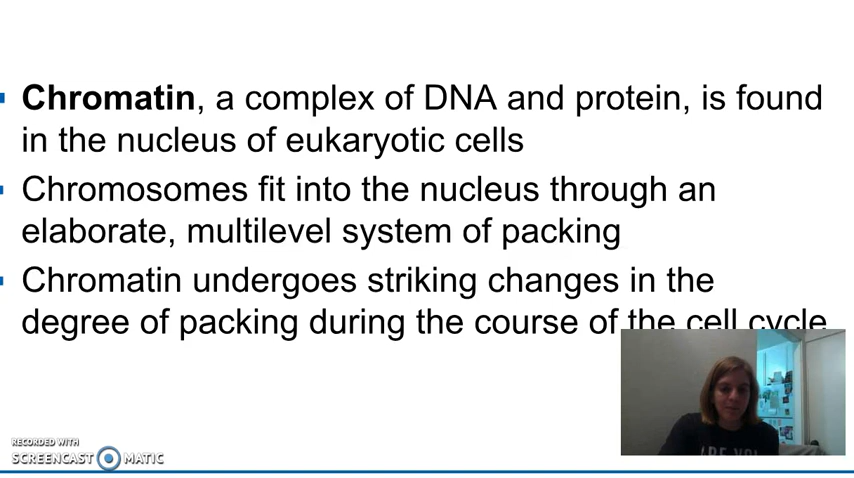 Chromatin, a complex of DNA and protein, is found
in the nucleus of eukaryotic cells
Chromosomes fit into the nucleus through an
elaborate, multilevel system of packing
Chromatin undergoes striking changes in the
degree of packing during the course of the cell cycle
RECORDED WITH
SCREENCAST MATIC
ARE YOU